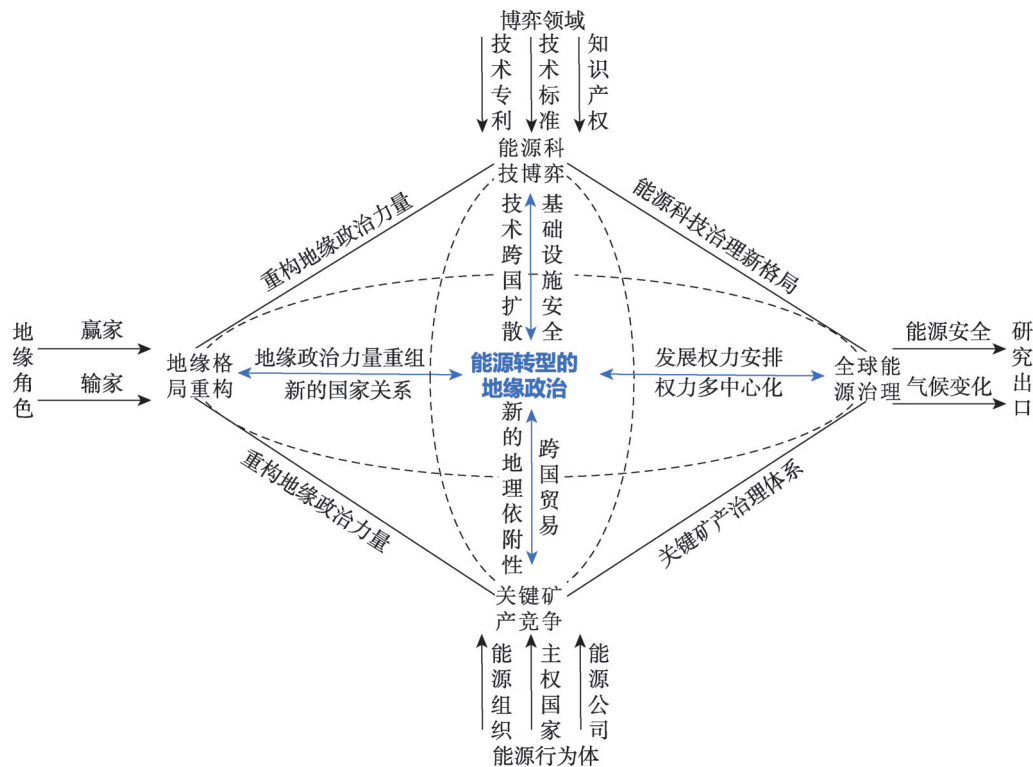 博弈领域
技术专利
技术标准
知识产权
能源科
技博弈
重构地缘政治力量
能源科技治理新格局
技术跨国扩散
基础设施安全
地缘角色
赢家
输家
地缘格
局重构
地缘政治力量重组
新的国家关系
能源转型的
地缘政治
发展权力安排
权力多中心化
全球能
源治理
能源安全
气候变化
研究出口
新的地理依附性
跨国贸易
重构地缘政治力量
关键矿产治理体系
关键矿
产竞争
能源组织
主权国家
能源公司
能源行为体